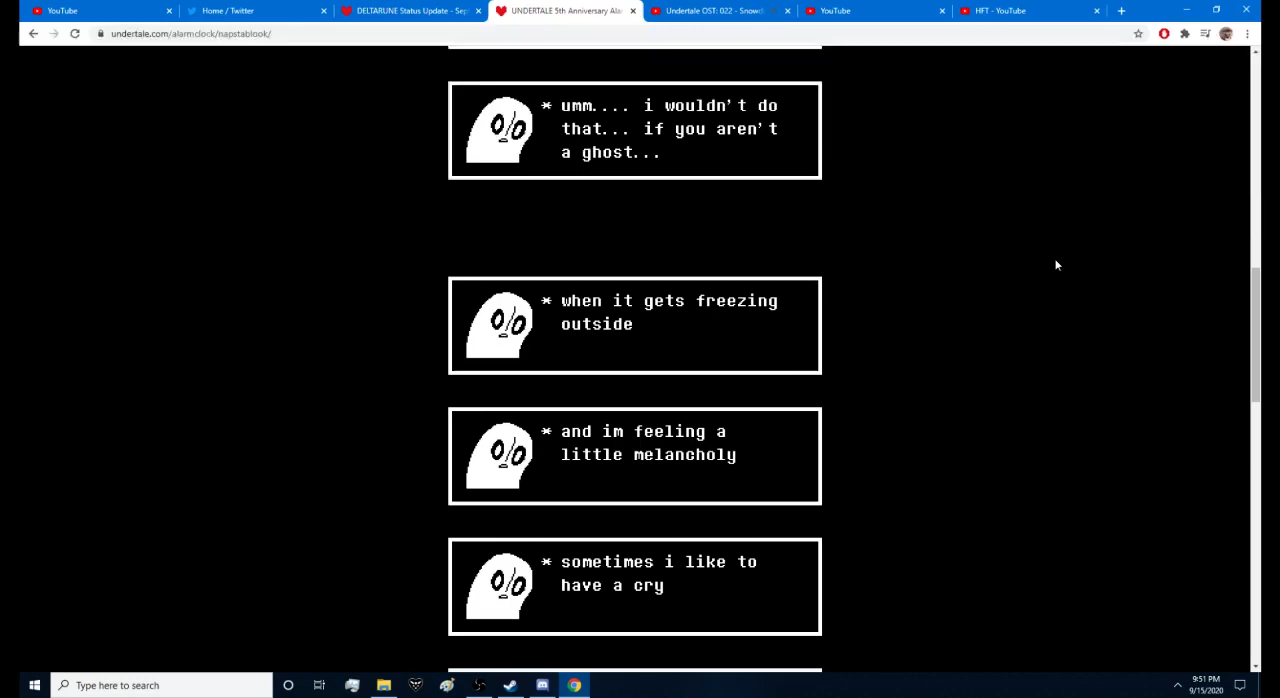 YouTube
Home / Twitter
DELTARUNE Status Update - Sep
UNDERTALE 5th Anniversary Ala
Undertale OST: 022 - Snowd
YouTube
HFT - YouTube
undertale.com/alarmclock/napstablook/
* umm.... i wouldn't do
that... if you aren't
a ghost...
* when it gets freezing
outside
* and im feeling a
little melancholy
* sometimes i like to
have a cry
Type here to search
9:51 PM
9/15/2020